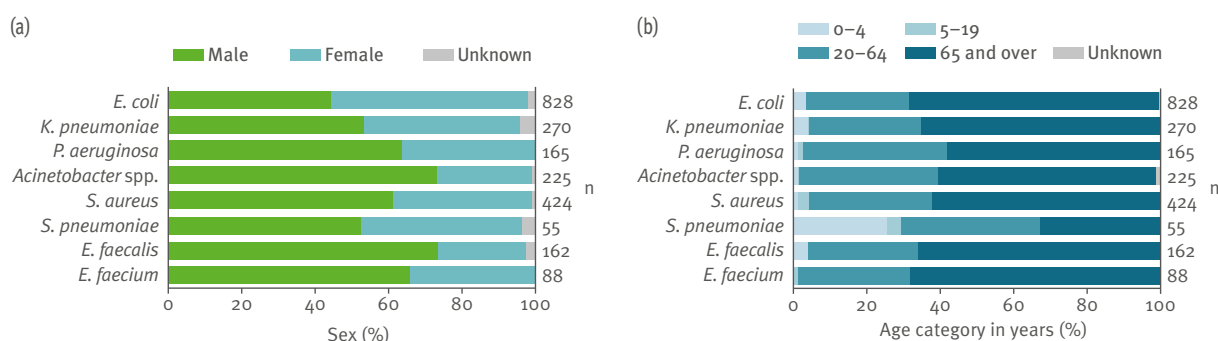 (a)
Male Female Unknown
E. coli 828
K. pneumoniae 270
P. aeruginosa 165
Acinetobacter spp. 225
n
S. aureus 424
S. pneumoniae 55
E. faecalis 162
E. faecium 88
0 20 40 60 80 100
Sex (%)
(b)
0–4 5–19
20–64 65 and over Unknown
E. coli 828
K. pneumoniae 270
P. aeruginosa 165
Acinetobacter spp. 225
n
S. aureus 424
S. pneumoniae 55
E. faecalis 162
E. faecium 88
0 20 40 60 80 100
Age category in years (%)